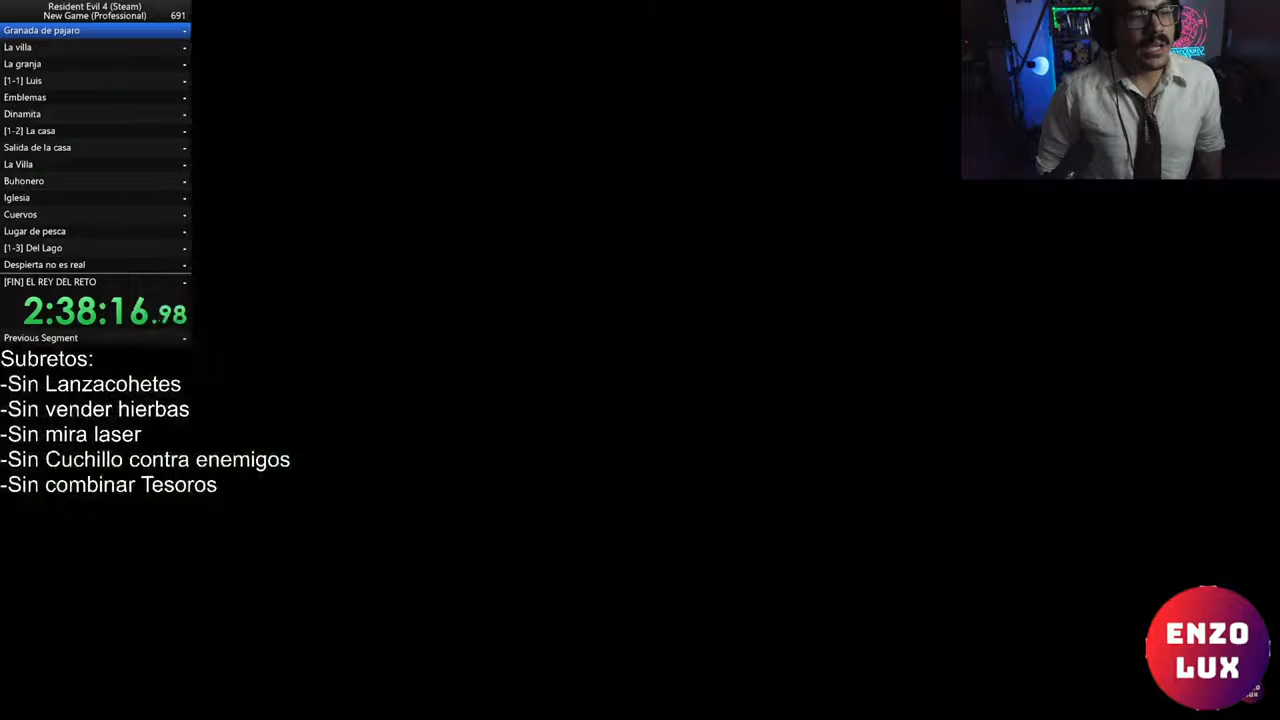 Resident Evil 4 (Steam)
New Game (Professional) 691
Granada de pajaro -
La villa -
La granja -
[1-1] Luis -
Emblemas -
Dinamita -
[1-2] La casa -
Salida de la casa -
La Villa -
Buhonero -
Iglesia -
Cuervos -
Lugar de pesca -
[1-3] Del Lago -
Despierta no es real -
[FIN] EL REY DEL RETO -
2:38:16.98
Previous Segment -
Subretos:
-Sin Lanzacohetes
-Sin vender hierbas
-Sin mira laser
-Sin Cuchillo contra enemigos
-Sin combinar Tesoros
ENZO
LUX